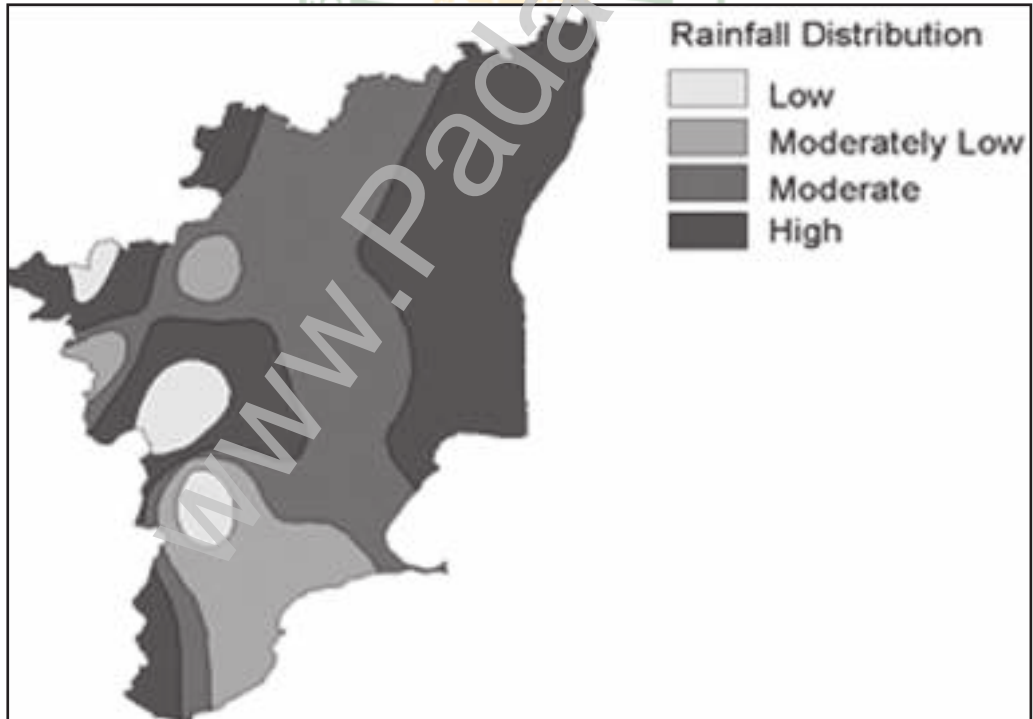 Rainfall Distribution
Low
Moderately Low
Moderate
High
www.Pada